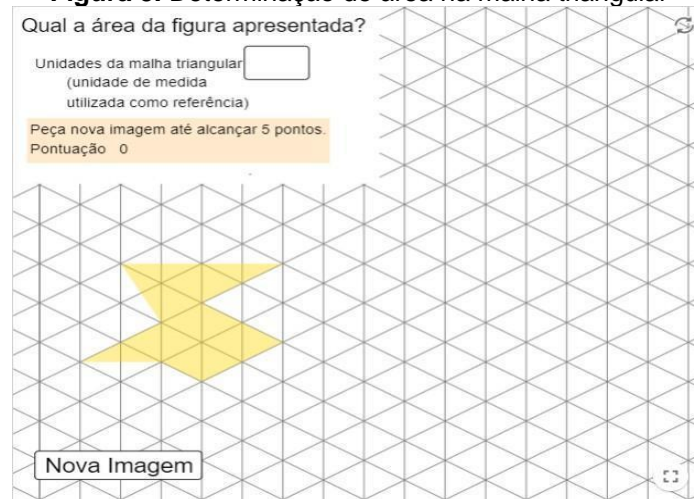 Qual a área da figura apresentada?
Unidades da malha triangular
(unidade de medida
utilizada como referência)
Peça nova imagem até alcançar 5 pontos.
Pontuação 0
Nova Imagem